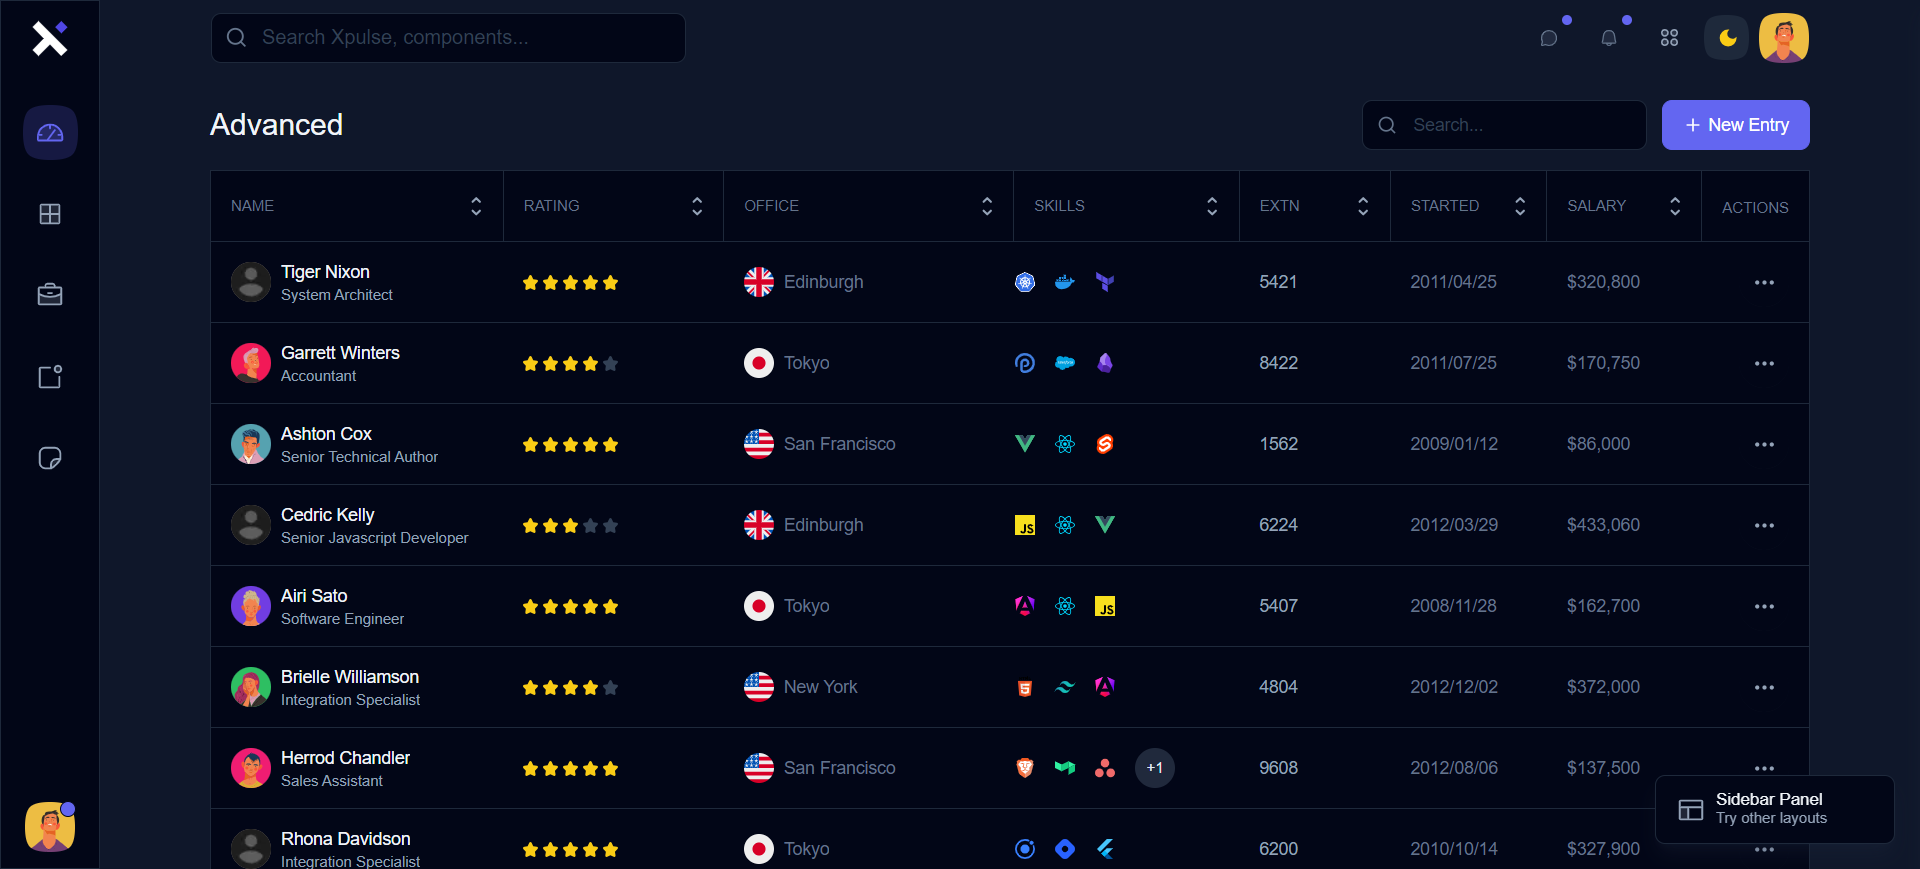 Search Xpulse, components...
Advanced
Search...
New Entry
NAME RATING OFFICE SKILLS EXTN STARTED SALARY ACTIONS
Tiger Nixon
System Architect
Edinburgh 5421 2011/04/25 $320,800
Garrett Winters
Accountant
Tokyo 8422 2011/07/25 $170,750
Ashton Cox
Senior Technical Author
San Francisco 1562 2009/01/12 $86,000
Cedric Kelly
Senior Javascript Developer
Edinburgh JS 6224 2012/03/29 $433,060
Airi Sato
Software Engineer
Tokyo JS 5407 2008/11/28 $162,700
Brielle Williamson
Integration Specialist
New York 5 4804 2012/12/02 $372,000
Herrod Chandler
Sales Assistant
San Francisco +1 9608 2012/08/06 $137,500
Rhona Davidson
Integration Specialist
Tokyo 6200 2010/10/14 $327,900
Sidebar Panel
Try other layouts